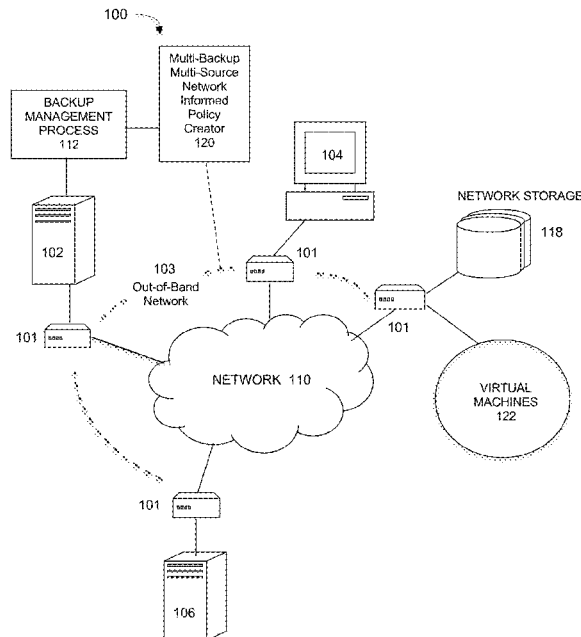 100
Multi-Backup
Multi-Source
Network
Informed
Policy
Creator
120
BACKUP
MANAGEMENT
PROCESS
112
104
NETWORK STORAGE
118
102
103
Out-of-Band
Network
101
101
101
NETWORK 110
VIRTUAL
MACHINES
122
101
106